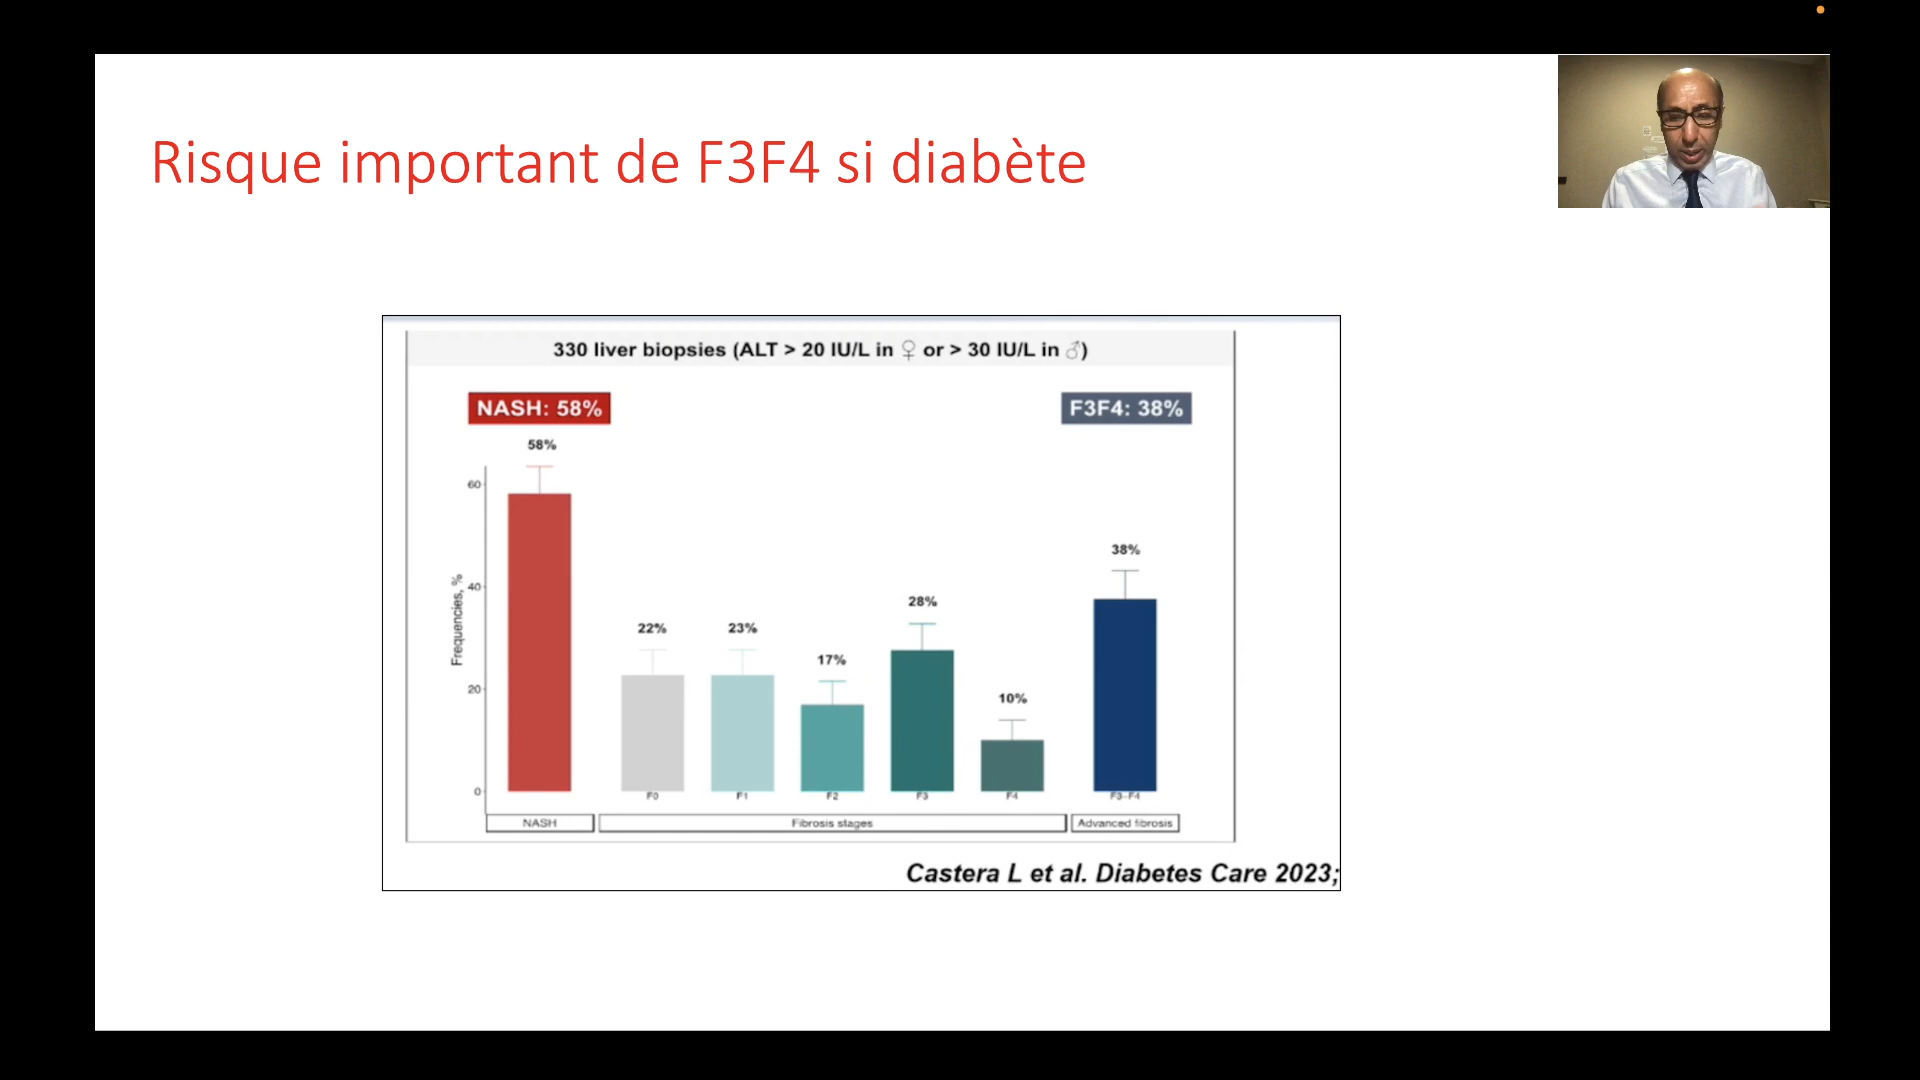 Risque important de F3F4 si diabète
330 liver biopsies (ALT > 20 IU/L in ♀ or > 30 IU/L in ♂)
NASH: 58%
F3F4: 38%
58%
22%
23%
17%
28%
10%
38%
Frequencies, %
60
40
20
0
F0
F1
F2
F3
F4
F3-F4
NASH
Fibrosis stages
Advanced fibrosis
Castera L et al. Diabetes Care 2023;